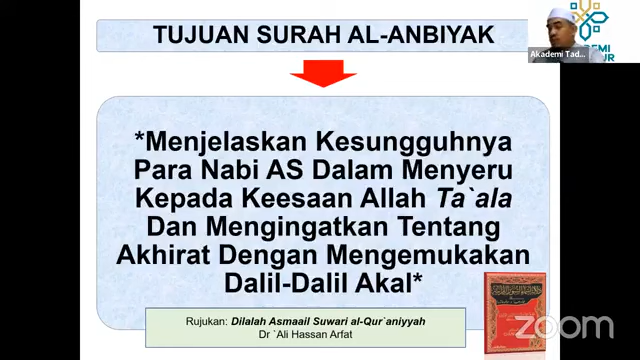 TUJUAN SURAH AL-ANBIYAK
*Menjelaskan Kesungguhnya
Para Nabi AS Dalam Menyeru
Kepada Keesaan Allah Ta`ala
Dan Mengingatkan Tentang
Akhirat Dengan Mengemukakan
Dalil-Dalil Akal*
Rujukan: Dilalah Asmaail Suwari al-Qur`aniyyah
Dr `Ali Hassan Arfat
Akademi Tad...
zoom